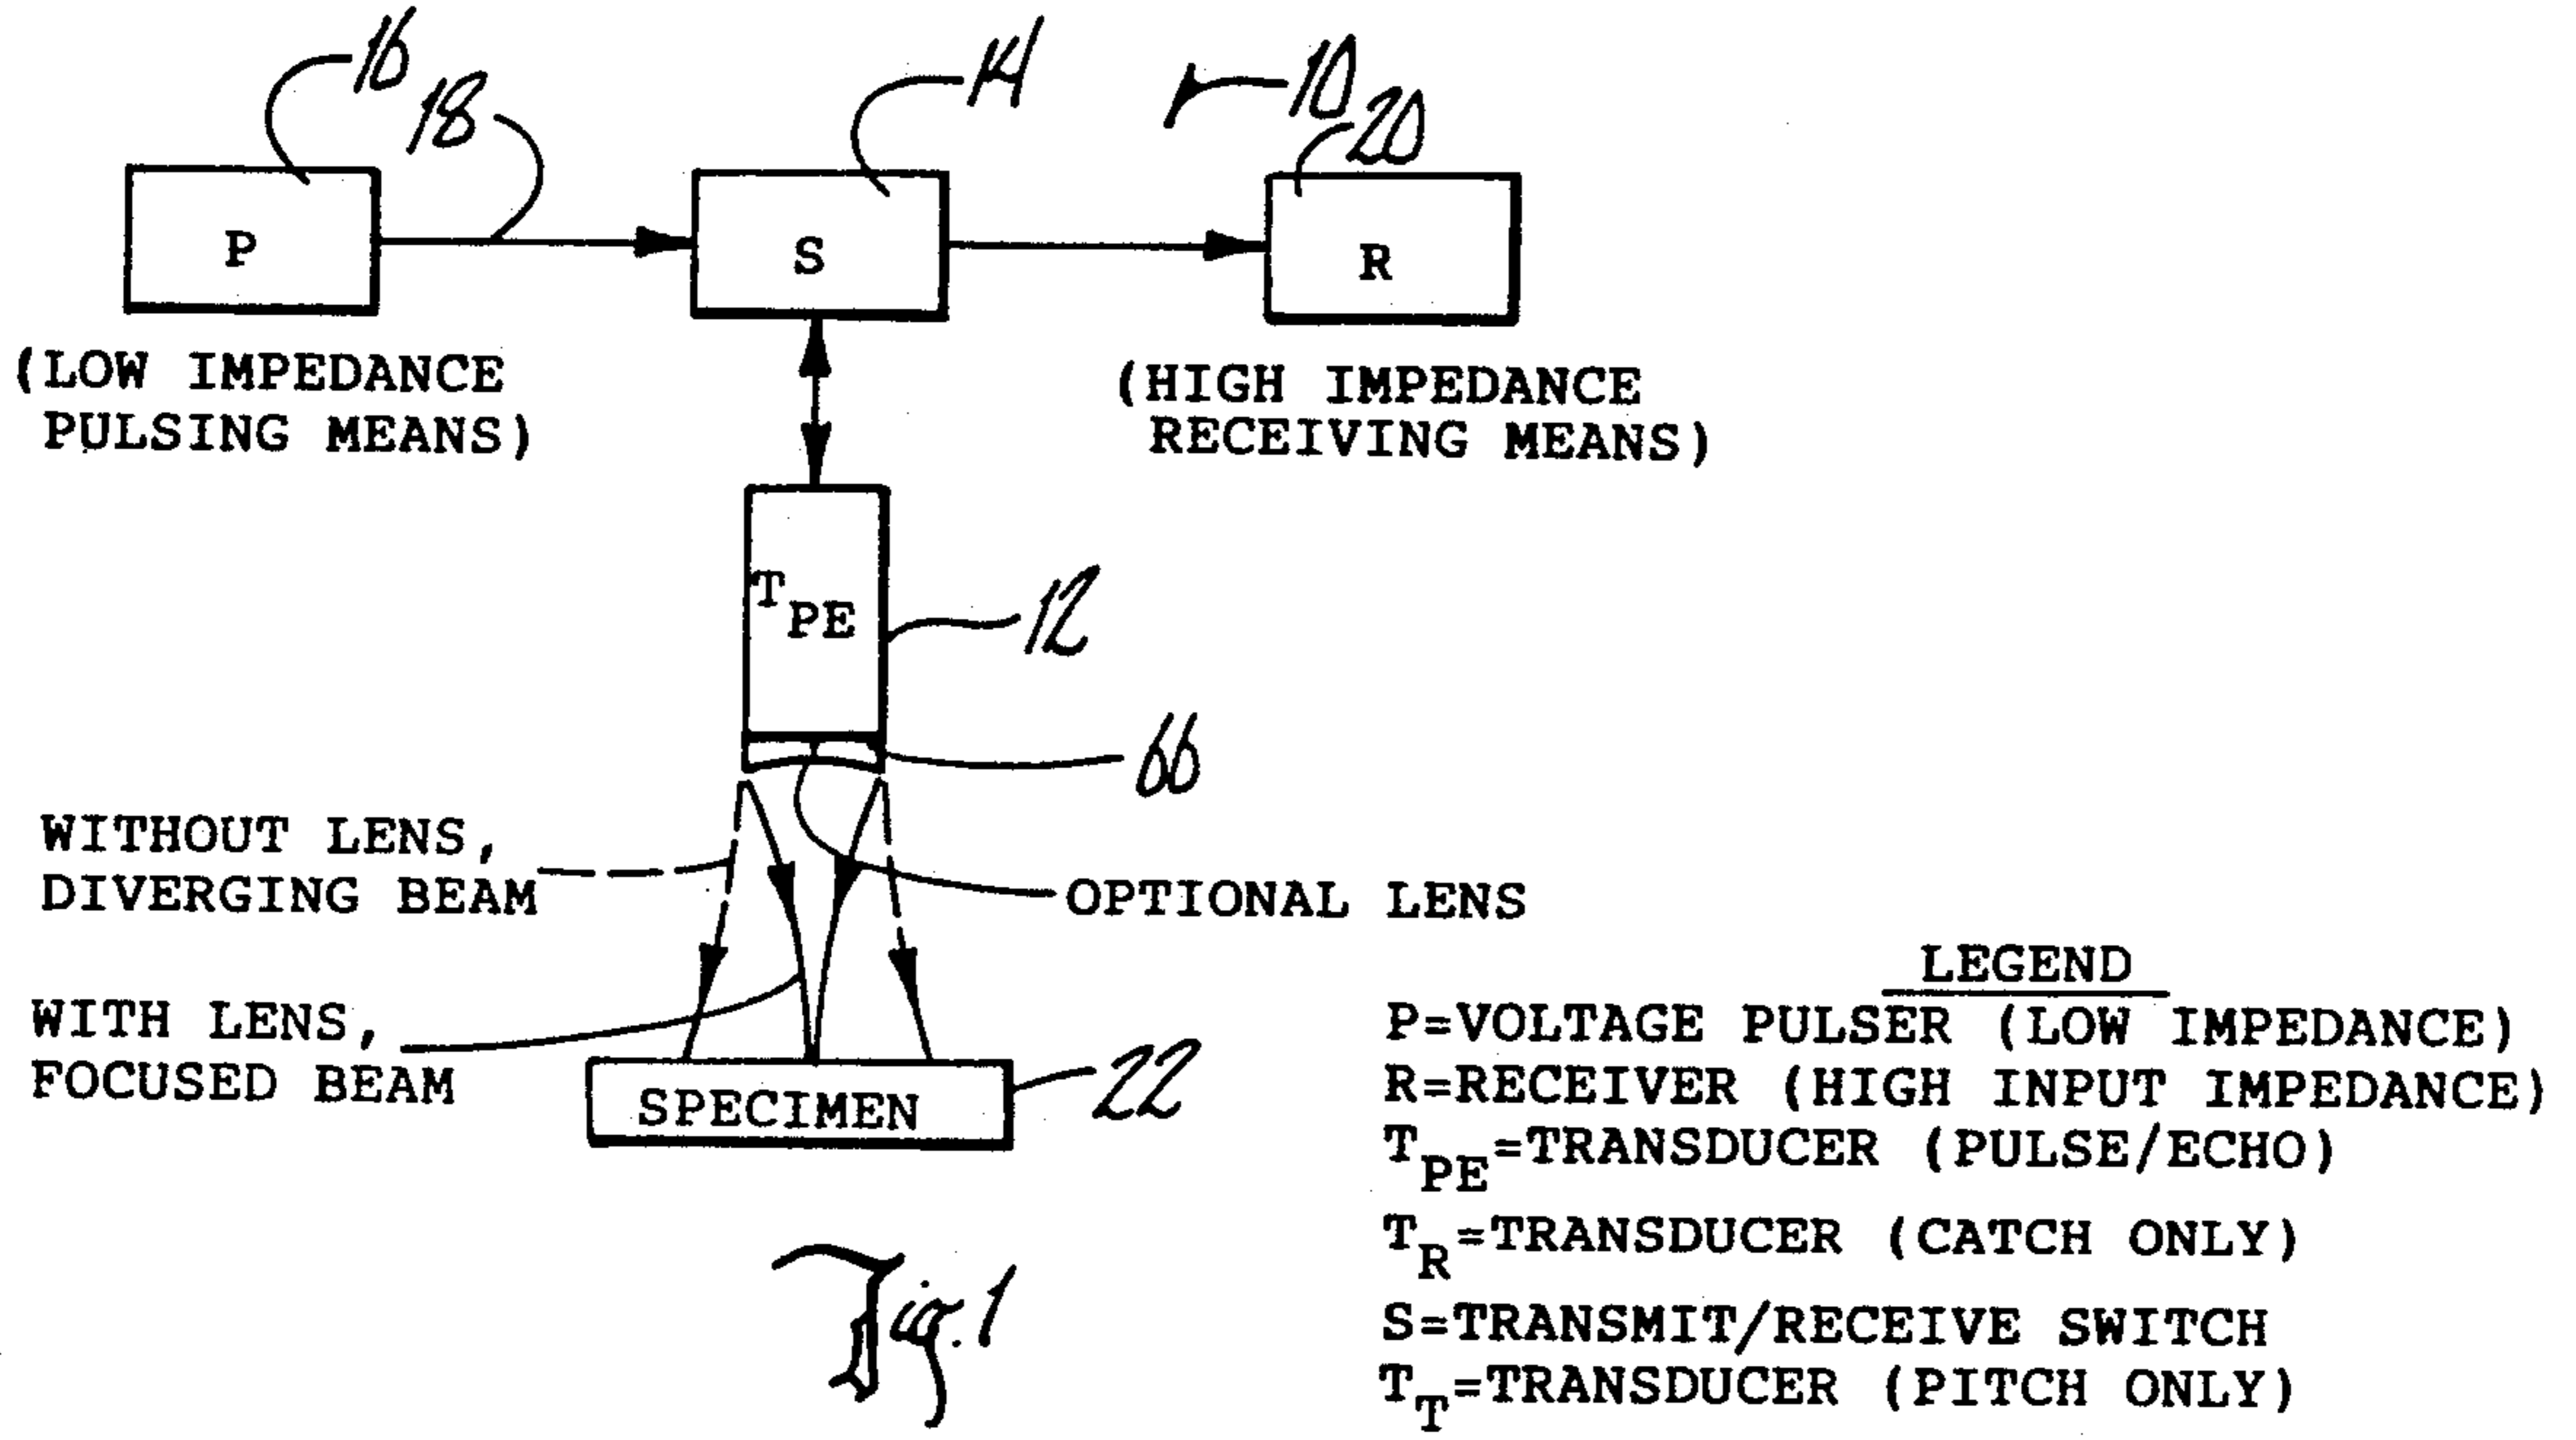 16
18
14
10
20
P
S
R
(LOW IMPEDANCE
PULSING MEANS)
(HIGH IMPEDANCE
RECEIVING MEANS)
TPE
12
66
WITHOUT LENS,
DIVERGING BEAM
OPTIONAL LENS
WITH LENS,
FOCUSED BEAM
SPECIMEN
22
LEGEND
P=VOLTAGE PULSER (LOW IMPEDANCE)
R=RECEIVER (HIGH INPUT IMPEDANCE)
TPE=TRANSDUCER (PULSE/ECHO)
TR=TRANSDUCER (CATCH ONLY)
S=TRANSMIT/RECEIVE SWITCH
TT=TRANSDUCER (PITCH ONLY)
Fig. 1